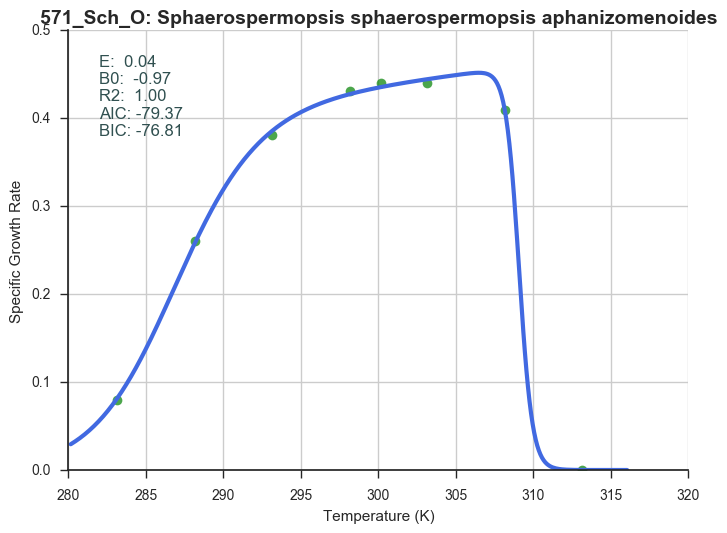 571_Sch_O: Sphaerospermopsis sphaerospermopsis aphanizomenoides
E:  0.04
B0:  -0.97
R2:  1.00
AIC: -79.37
BIC: -76.81
Specific Growth Rate
0.5
0.4
0.3
0.2
0.1
0.0
280 285 290 295 300 305 310 315 320
Temperature (K)